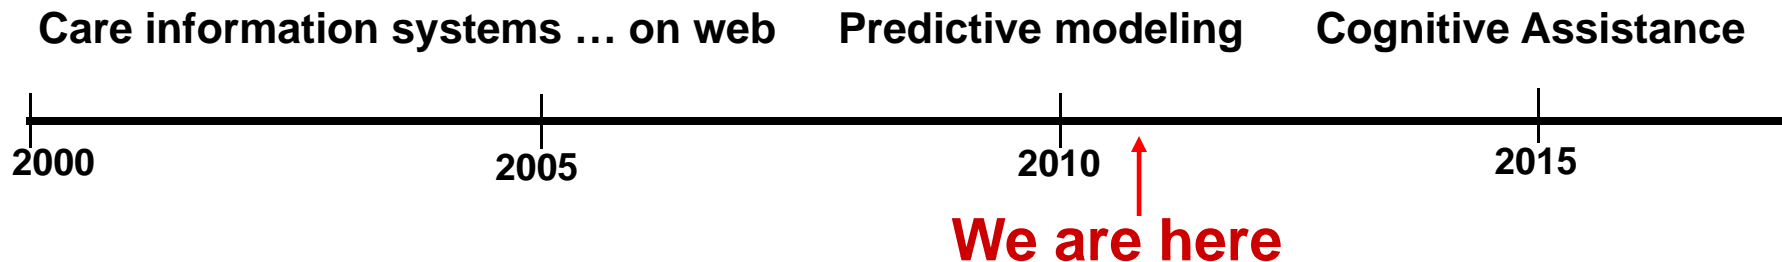 Care information systems … on web Predictive modeling Cognitive Assistance
2000 2005 2010 2015
We are here